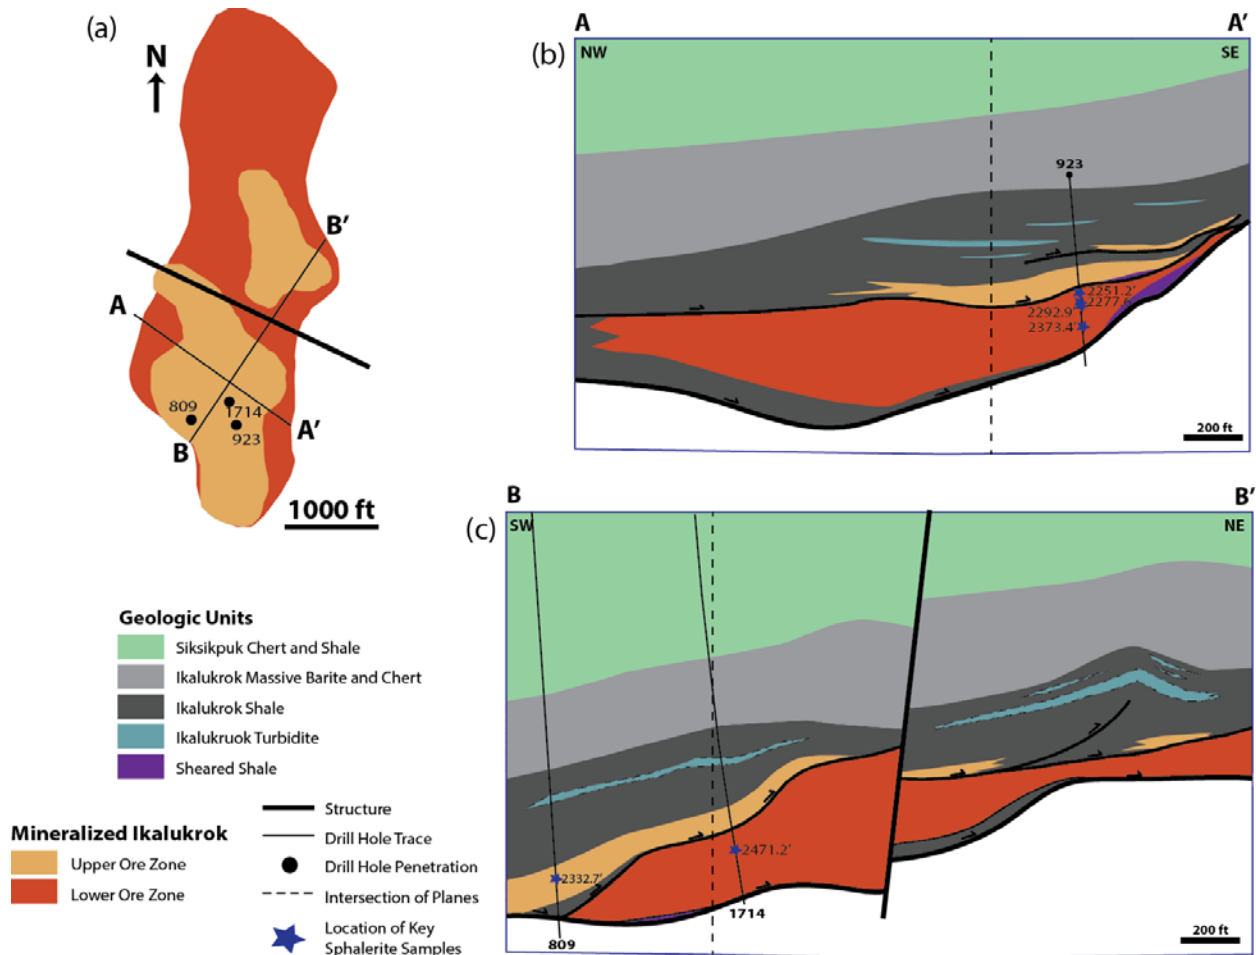 (a)
N
A
B'
809
1714
923
B
A'
1000 ft
A
A'
(b)
NW
SE
923
2251.2'
2277.6'
2292.9'
2373.4'
200 ft
B
B'
(c)
SW
NE
2332.7'
2471.2'
1714
809
200 ft
Geologic Units
Siksikpuk Chert and Shale
Ikalukrok Massive Barite and Chert
Ikalukrok Shale
Ikalukruok Turbidite
Sheared Shale
Mineralized Ikalukrok
Upper Ore Zone
Lower Ore Zone
Structure
Drill Hole Trace
Drill Hole Penetration
Intersection of Planes
Location of Key
Sphalerite Samples